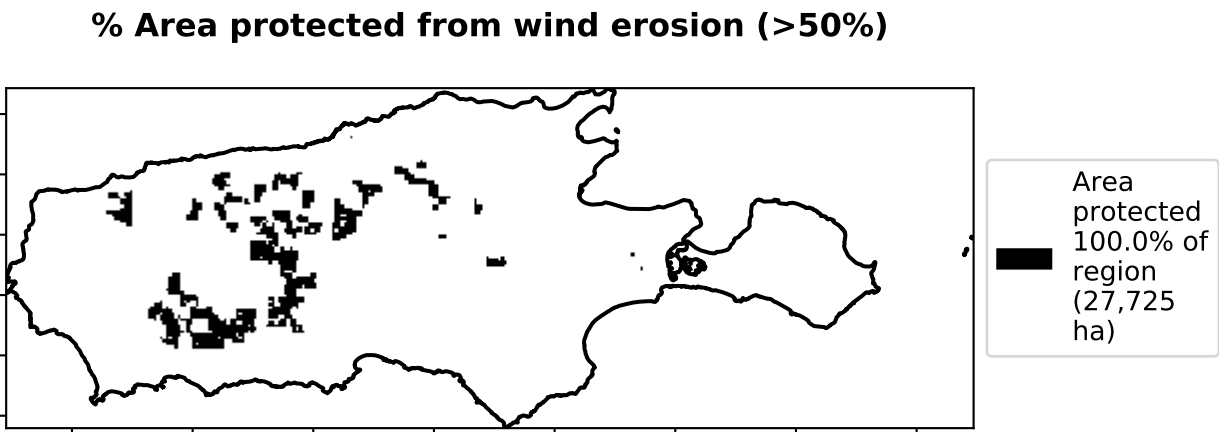 % Area protected from wind erosion (>50%)
Area
protected
100.0% of
region
(27,725
ha)